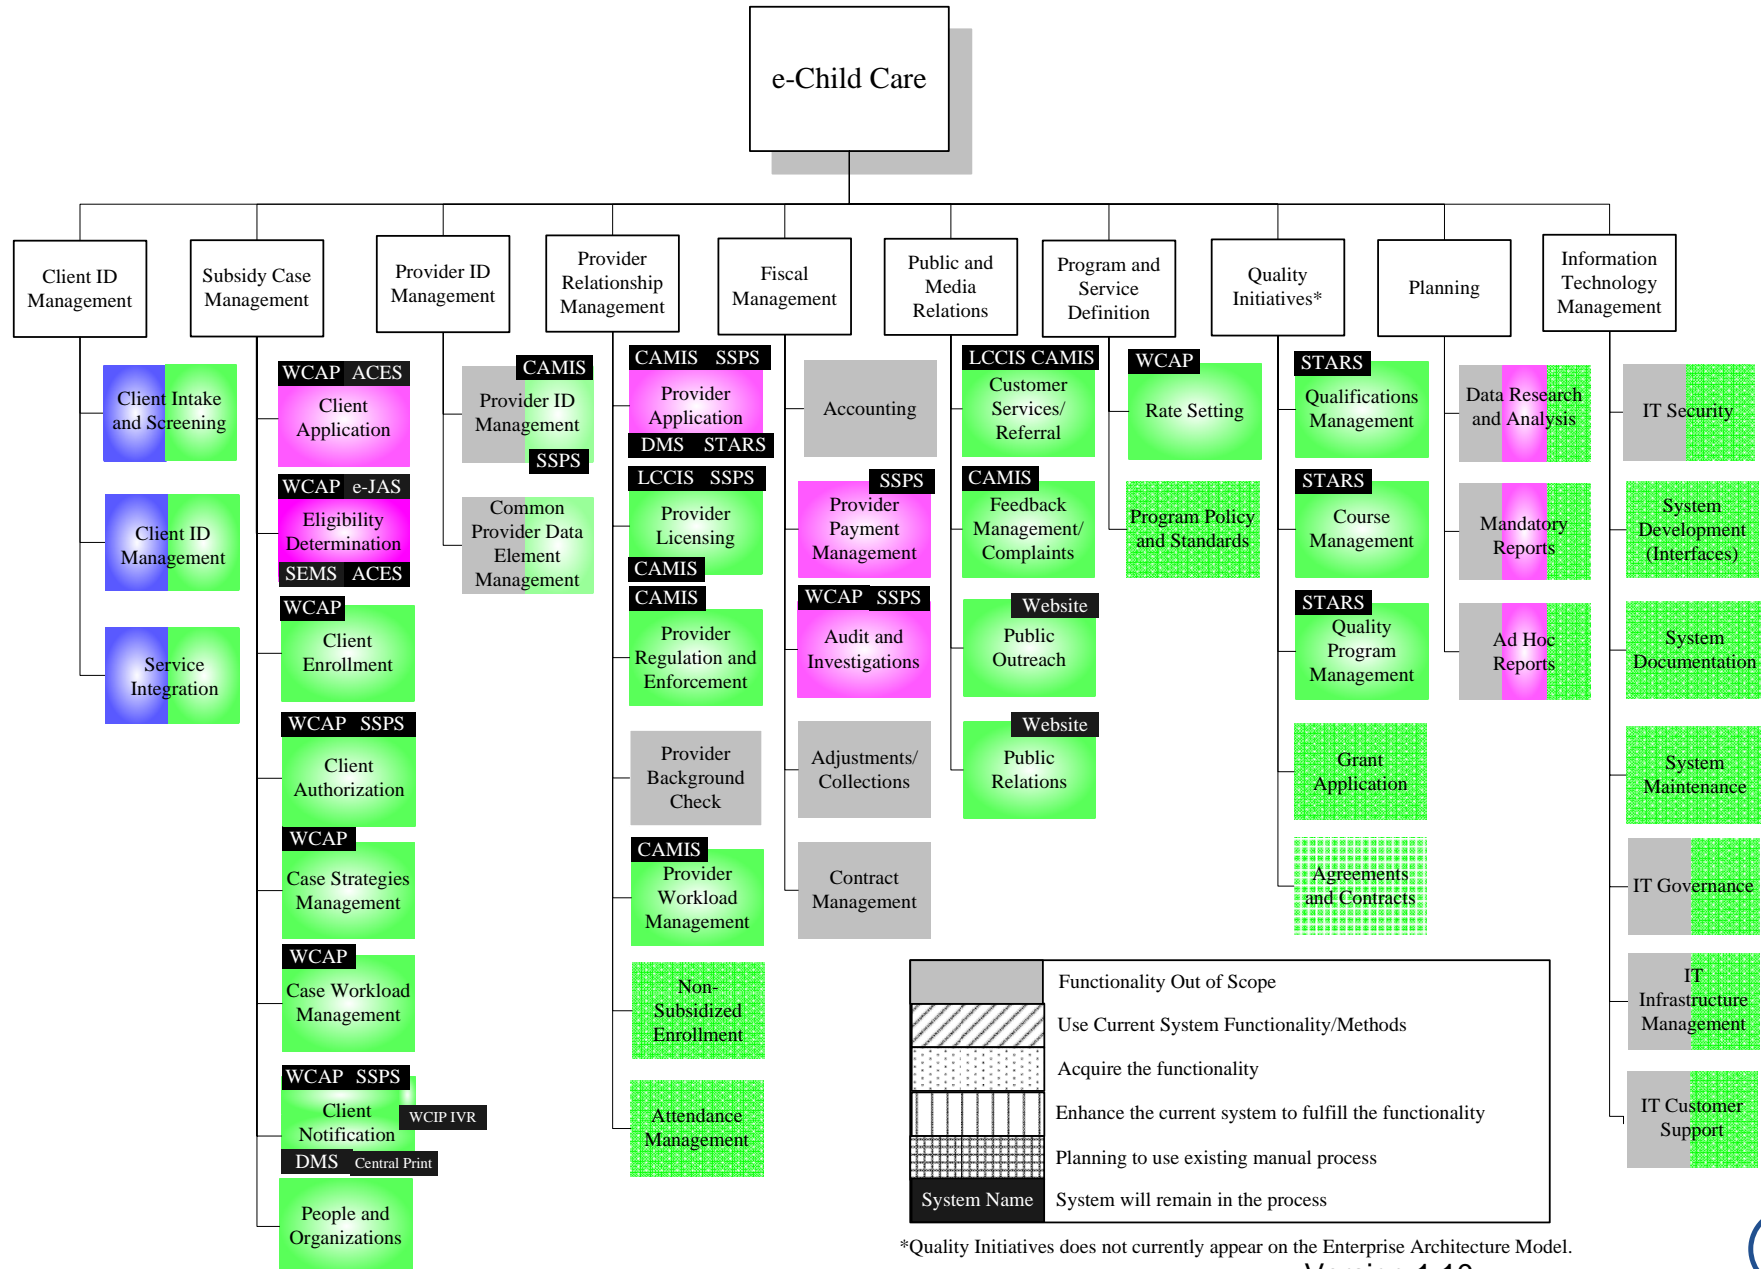 e-Child Care
Client ID
Management
Subsidy Case
Management
Provider ID
Management
Provider
Relationship
Management
Fiscal
Management
Public and
Media
Relations
Program and
Service
Definition
Quality
Initiatives*
Planning
Information
Technology
Management
Client Intake
and Screening
Client ID
Management
Service
Integration
WCAP ACES
Client
Application
WCAP e-JAS
Eligibility
Determination
SEMS ACES
WCAP
Client
Enrollment
WCAP SSPS
Client
Authorization
WCAP
Case Strategies
Management
WCAP
Case Workload
Management
WCAP SSPS
Client
Notification
WCIP IVR
DMS Central Print
People and
Organizations
CAMIS
Provider ID
Management
SSPS
Common
Provider Data
Element
Management
CAMIS SSPS
Provider
Application
DMS STARS
LCCIS SSPS
Provider
Licensing
CAMIS
CAMIS
Provider
Regulation and
Enforcement
Provider
Background
Check
CAMIS
Provider
Workload
Management
Non-
Subsidized
Enrollment
Attendance
Management
Accounting
SSPS
Provider
Payment
Management
WCAP SSPS
Audit and
Investigations
Adjustments/
Collections
Contract
Management
LCCIS CAMIS
Customer
Services/
Referral
CAMIS
Feedback
Management/
Complaints
Website
Public
Outreach
Website
Public
Relations
WCAP
Rate Setting
Program Policy
and Standards
STARS
Qualifications
Management
STARS
Course
Management
STARS
Quality
Program
Management
Grant
Application
Agreements
and Contracts
Data Research
and Analysis
Mandatory
Reports
Ad Hoc
Reports
IT Security
System
Development
(Interfaces)
System
Documentation
System
Maintenance
IT Governance
IT
Infrastructure
Management
IT Customer
Support
Functionality Out of Scope
Use Current System Functionality/Methods
Acquire the functionality
Enhance the current system to fulfill the functionality
Planning to use existing manual process
System Name System will remain in the process
*Quality Initiatives does not currently appear on the Enterprise Architecture Model.